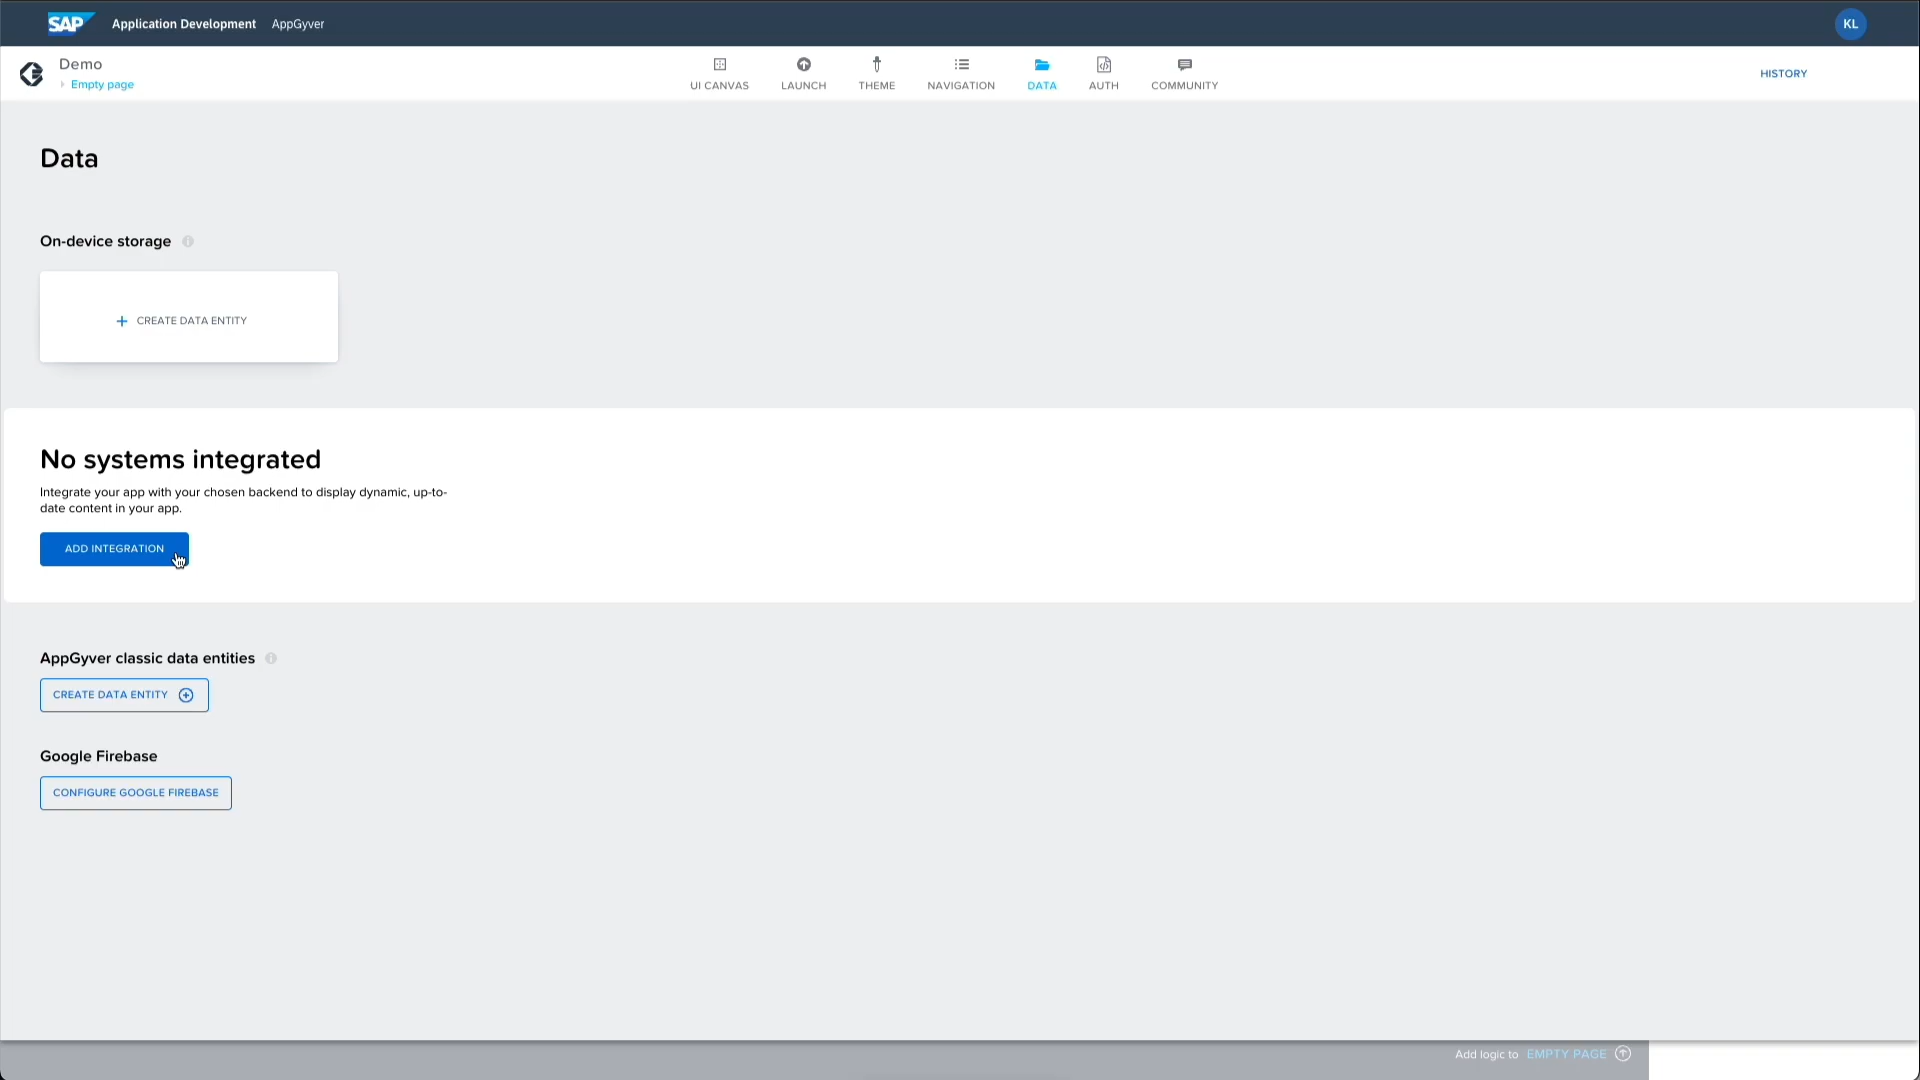 SAP Application Development AppGyver KL
Demo
Empty page
UI CANVAS LAUNCH THEME NAVIGATION DATA AUTH COMMUNITY
HISTORY
Data
On-device storage
CREATE DATA ENTITY
No systems integrated
Integrate your app with your chosen backend to display dynamic, up-to-
date content in your app.
ADD INTEGRATION
AppGyver classic data entities
CREATE DATA ENTITY
Google Firebase
CONFIGURE GOOGLE FIREBASE
Add logic to EMPTY PAGE